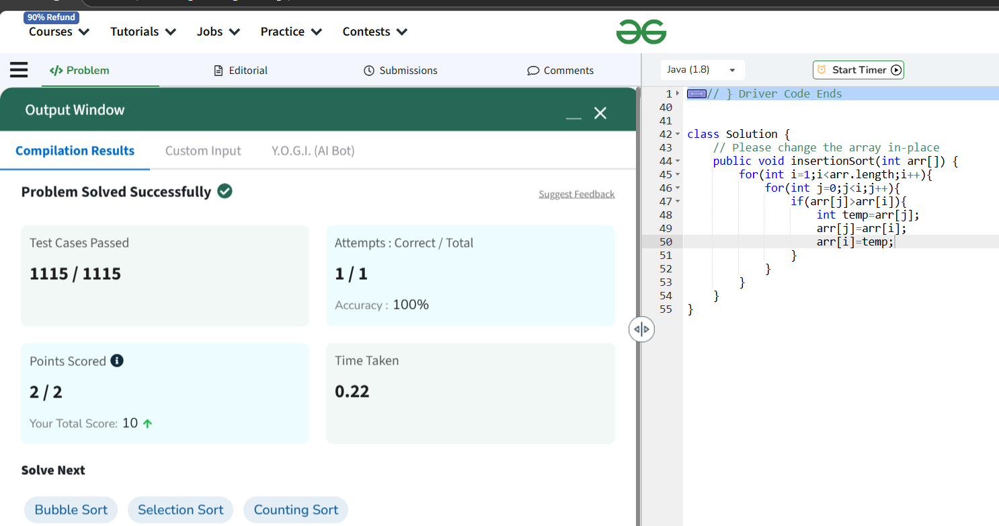 90% Refund
Courses Tutorials Jobs Practice Contests
</> Problem Editorial Submissions Comments
Output Window
Compilation Results Custom Input Y.O.G.I. (AI Bot)
Problem Solved Successfully
Suggest Feedback
Test Cases Passed
1115 / 1115
Attempts : Correct / Total
1 / 1
Accuracy : 100%
Points Scored
2 / 2
Your Total Score: 10
Time Taken
0.22
Solve Next
Bubble Sort Selection Sort Counting Sort
Java (1.8) Start Timer
1 // } Driver Code Ends
40
41
42 class Solution {
43     // Please change the array in-place
44     public void insertionSort(int arr[]) {
45         for(int i=1;i<arr.length;i++){
46             for(int j=0;j<i;j++){
47                 if(arr[j]>arr[i]){
48                     int temp=arr[j];
49                     arr[j]=arr[i];
50                     arr[i]=temp;
51                 }
52             }
53         }
54     }
55 }